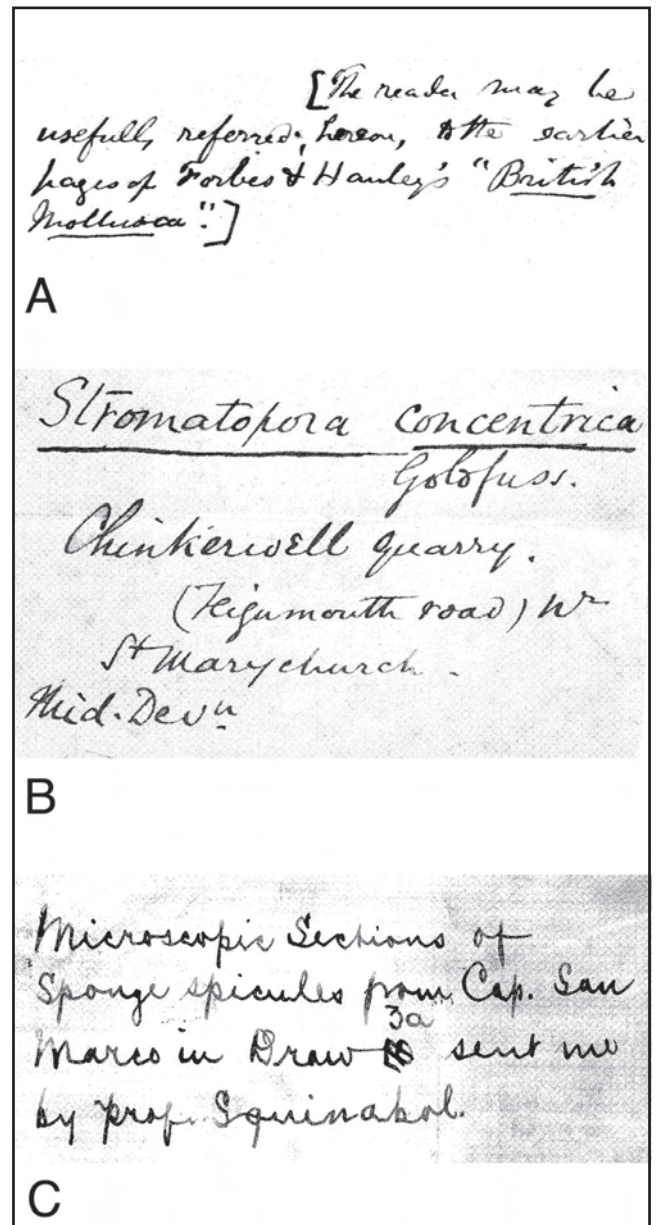 [The reader may be
usefully referred, hereon, to the earlier
pages of Forbes & Hanley's "British
Mollusca".]
A
Stromatopora concentrica
Goldfuss.
Chinkerwell quarry.
(Teignmouth road) Nr
St Marychurch.
Mid. Devn
B
Microscopic Sections of
Sponge spicules from Cap. San
3a
Marco in Draw sent me
by Prof. Squinabol.
C